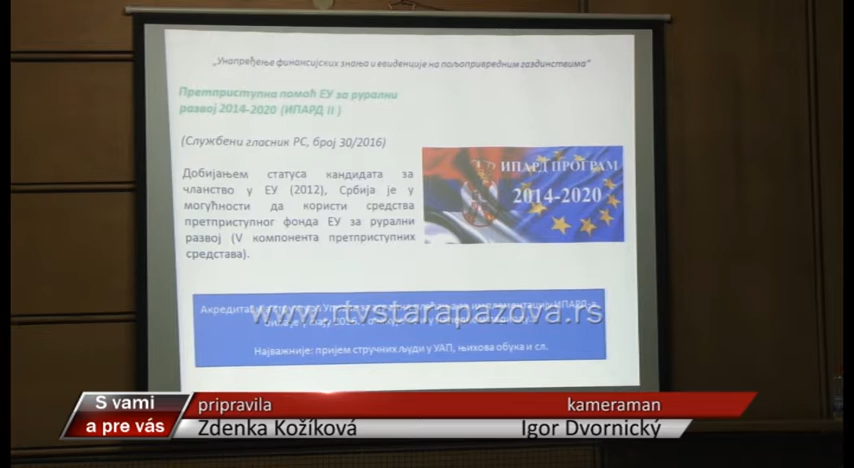 „Унапређење финансијских знања и евиденције на пољопривредним газдинствима“
Претприступна помоћ ЕУ за рурални
развој 2014-2020 (ИПАРД II )
(Службени гласник РС, број 30/2016)
Добијањем статуса кандидата за
чланство у ЕУ (2012), Србија је у
могућности да користи средства
претприступног фонда ЕУ за рурални
развој (V компонента претприступних
средстава).
ИПАРД ПРОГРАМ
2014-2020
www.rtvstarapazova.rs
Најважније: пријем стручних људи у УАП, њихова обука и сл.
S vami
a pre vás
pripravila
kameraman
Zdenka Kožíková
Igor Dvornický